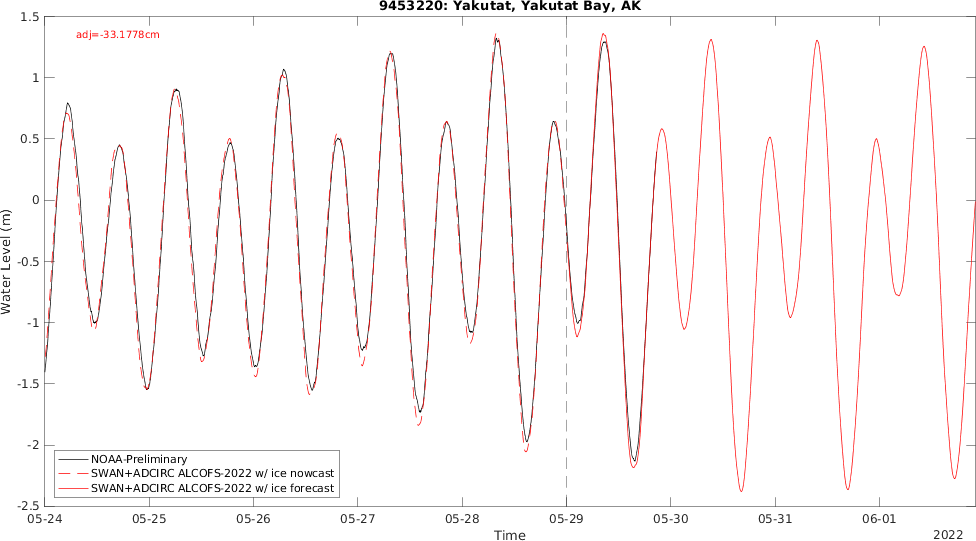 9453220: Yakutat, Yakutat Bay, AK
adj=-33.1778cm
1.5
1
0.5
0
-0.5
-1
-1.5
-2
-2.5
Water Level (m)
NOAA-Preliminary
SWAN+ADCIRC ALCOFS-2022 w/ ice nowcast
SWAN+ADCIRC ALCOFS-2022 w/ ice forecast
05-24 05-25 05-26 05-27 05-28 05-29 05-30 05-31 06-01
Time
2022